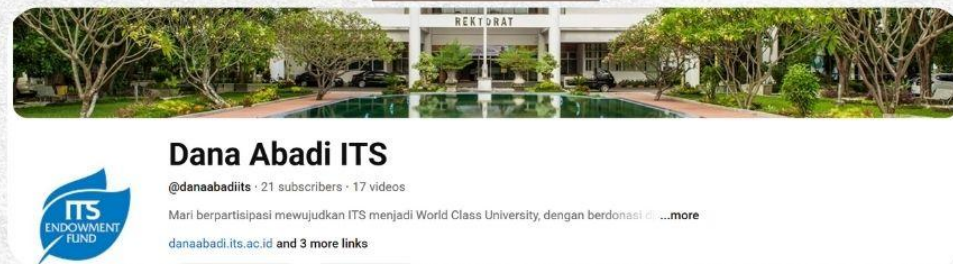 REKTORAT
ITS
ENDOWMENT
FUND
Dana Abadi ITS
@danaabadiits · 21 subscribers · 17 videos
Mari berpartisipasi mewujudkan ITS menjadi World Class University, dengan berdonasi ...more
danaabadi.its.ac.id and 3 more links